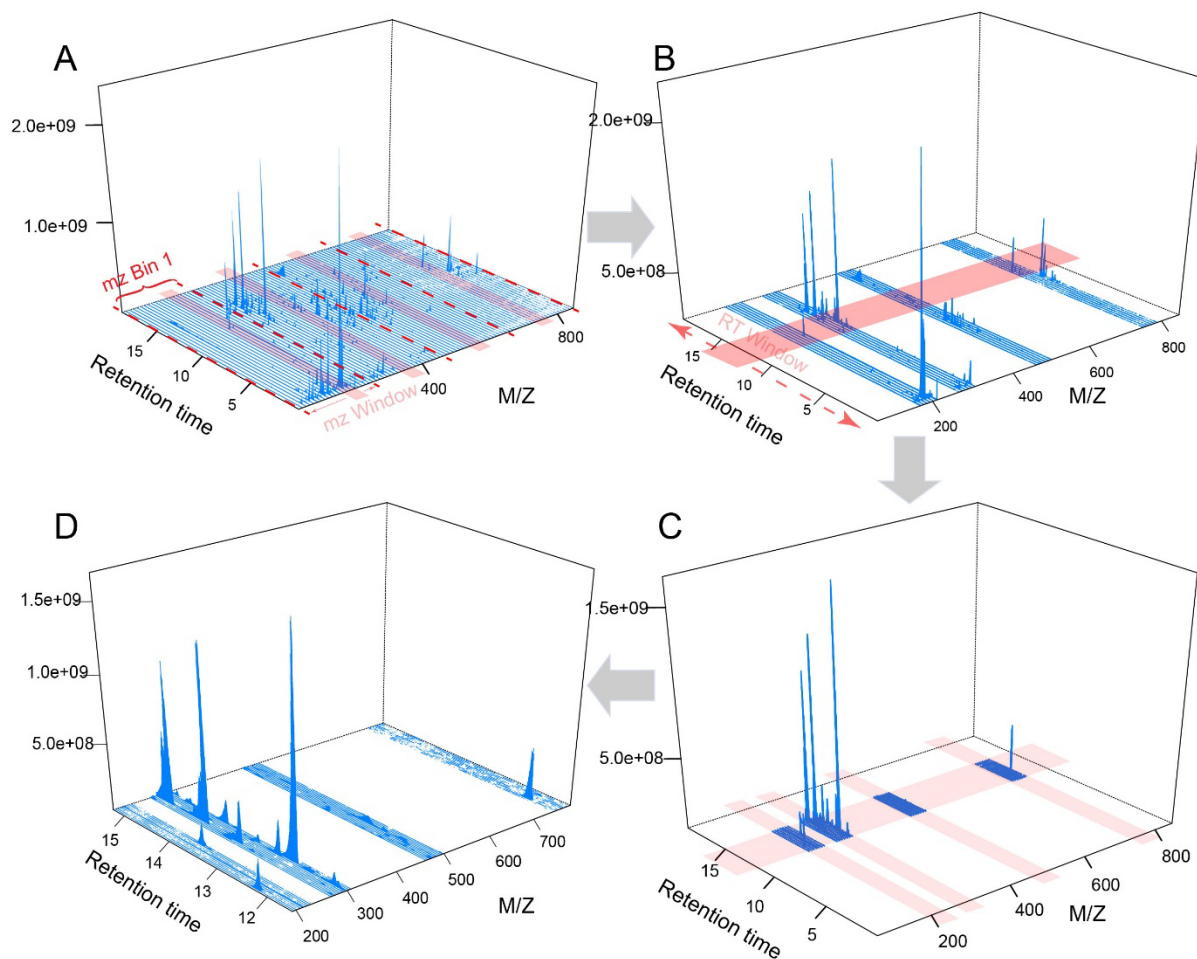 A
2.0e+09
1.0e+09
mz Bin 1
15
10
5
Retention time
mz Window
400
800
M/Z
B
2.0e+09
5.0e+08
RT Window
15
10
5
Retention time
200
400
600
800
M/Z
D
1.5e+09
1.0e+09
5.0e+08
15
14
13
12
Retention time
200
300
400
500
600
700
M/Z
C
1.5e+09
5.0e+08
15
10
5
Retention time
200
400
600
800
M/Z